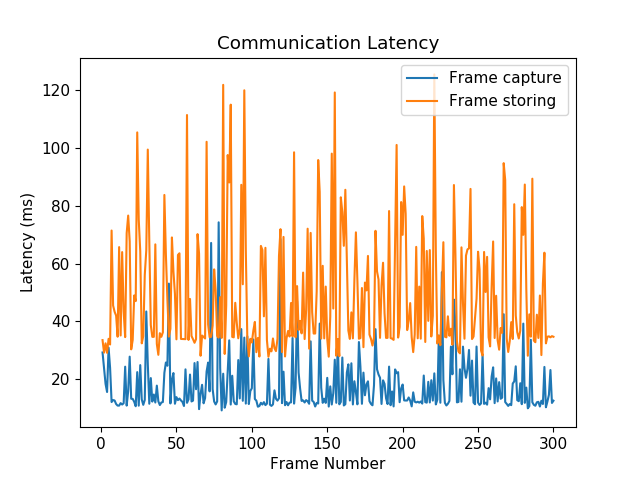 Communication Latency
Frame capture
Frame storing
Latency (ms)
120
100
80
60
40
20
0
50
100
150
200
250
300
Frame Number